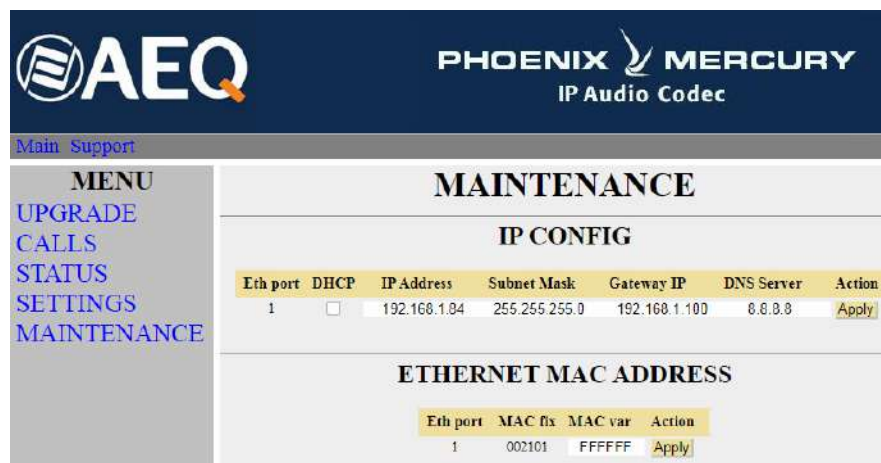 AEQ
PHOENIX MERCURY
IP Audio Codec
Main Support
MENU
UPGRADE
CALLS
STATUS
SETTINGS
MAINTENANCE
MAINTENANCE
IP CONFIG
Eth port DHCP IP Address Subnet Mask Gateway IP DNS Server Action
1 192.168.1.84 255.255.255.0 192.168.1.100 8.8.8.8 Apply
ETHERNET MAC ADDRESS
Eth port MAC fix MAC var Action
1 002101 FFFFFF Apply